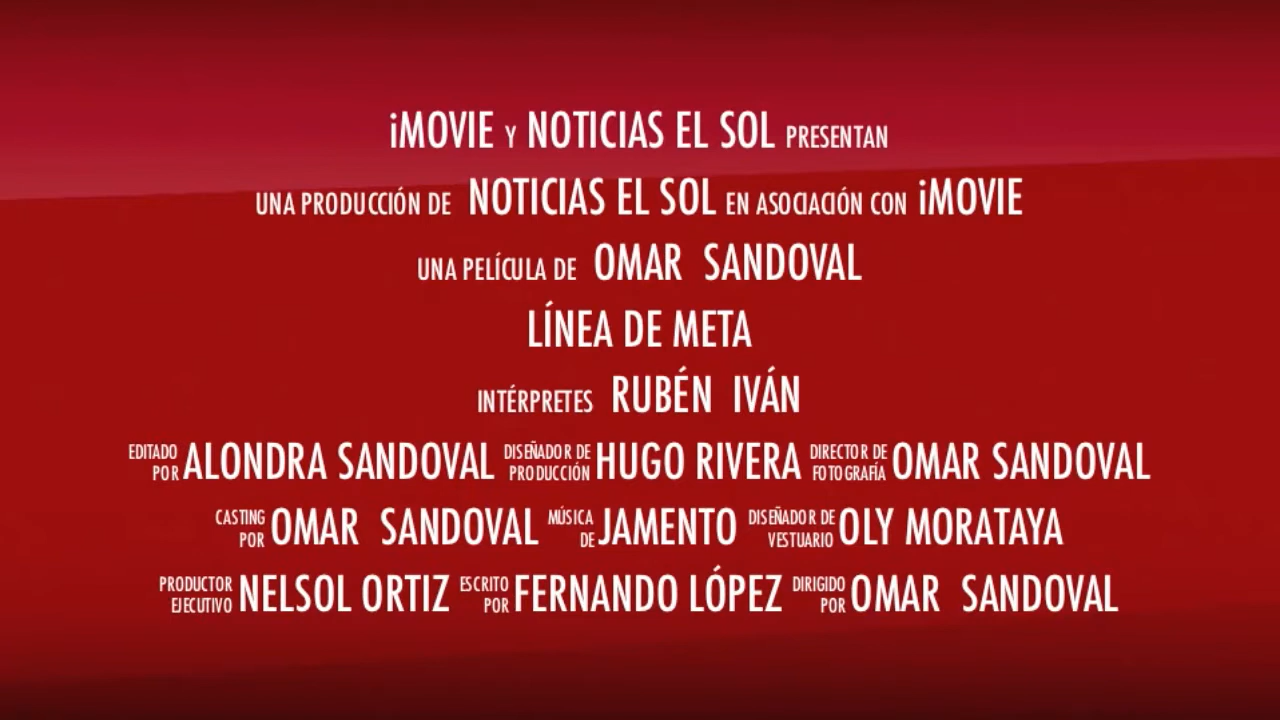 iMOVIE Y NOTICIAS EL SOL PRESENTAN
UNA PRODUCCIÓN DE NOTICIAS EL SOL EN ASOCIACIÓN CON iMOVIE
UNA PELÍCULA DE OMAR SANDOVAL
LÍNEA DE META
INTÉRPRETES RUBÉN IVÁN
EDITADO POR ALONDRA SANDOVAL DISEÑADOR DE PRODUCCIÓN HUGO RIVERA DIRECTOR DE FOTOGRAFÍA OMAR SANDOVAL
CASTING POR OMAR SANDOVAL MÚSICA DE JAMENTO DISEÑADOR DE VESTUARIO OLY MORATAYA
PRODUCTOR EJECUTIVO NELSOL ORTIZ ESCRITO POR FERNANDO LÓPEZ DIRIGIDO POR OMAR SANDOVAL